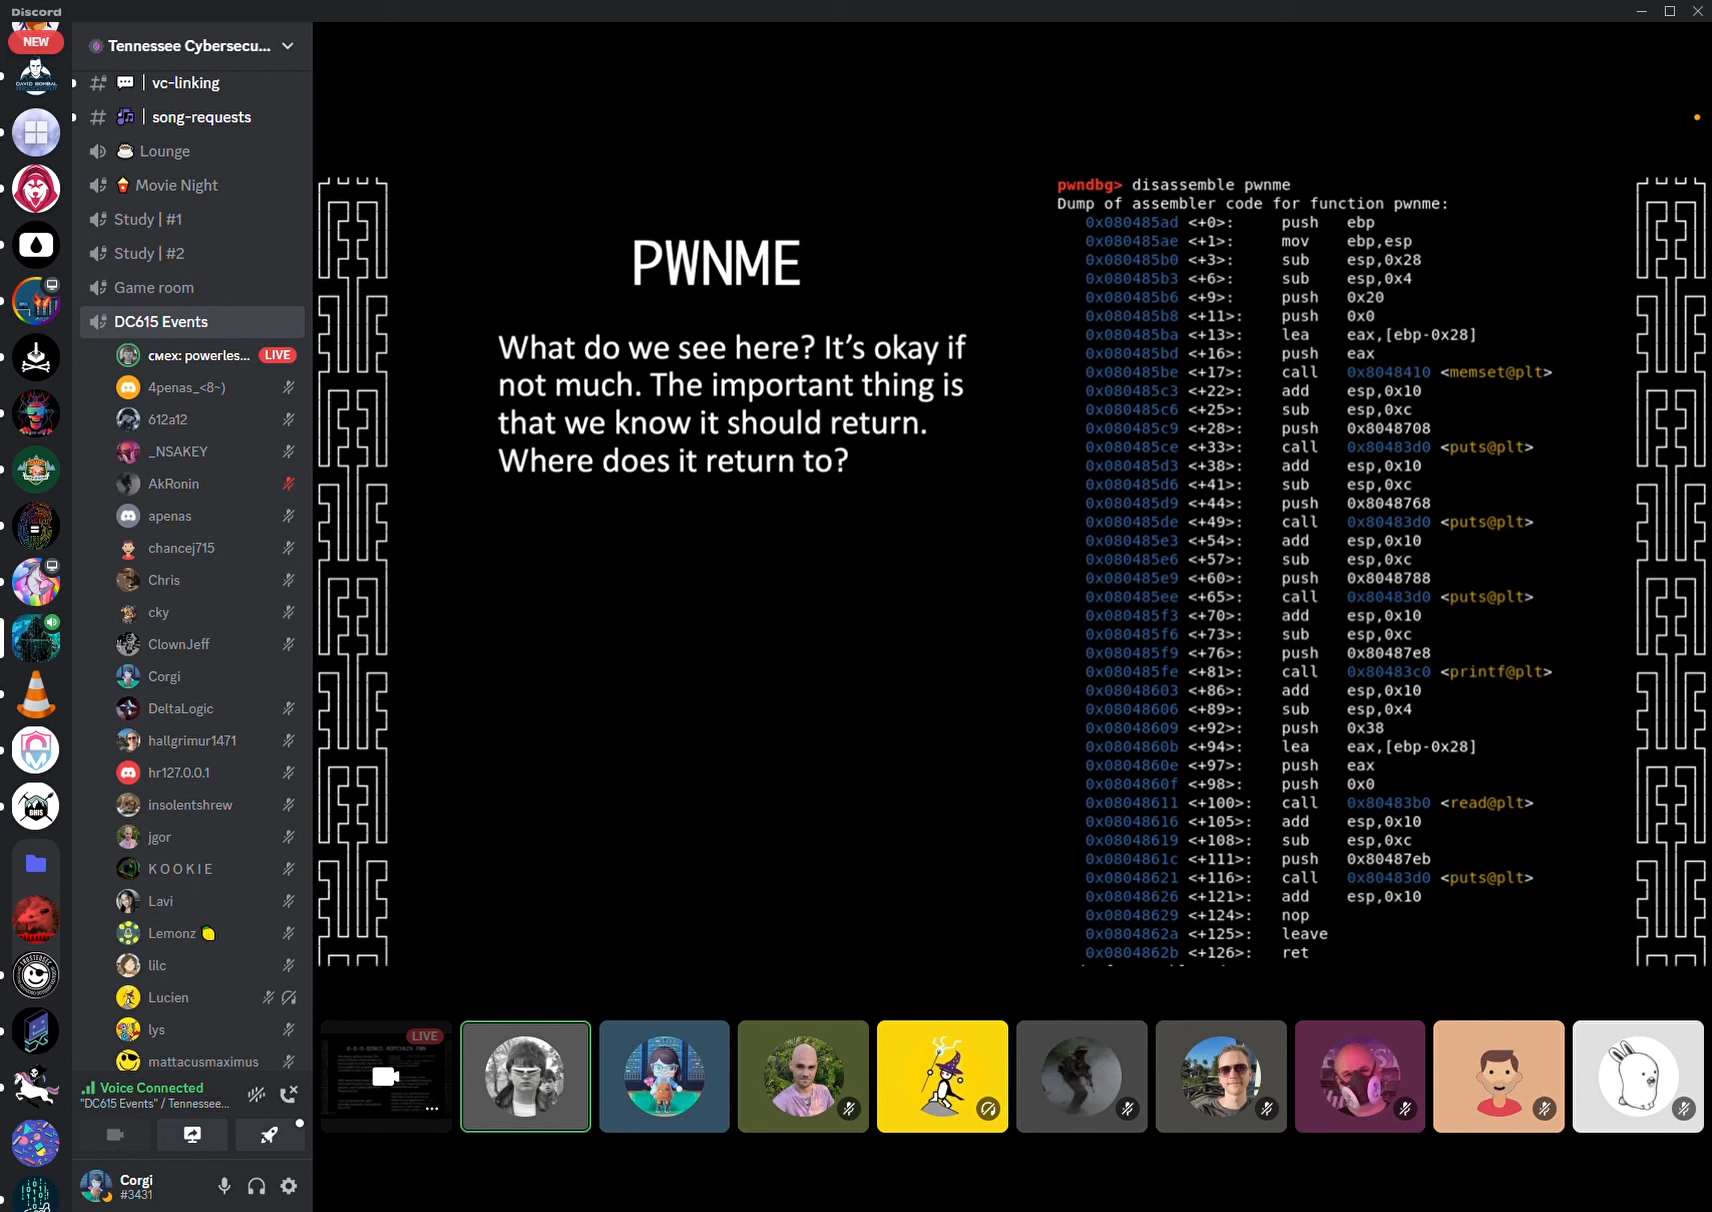 Discord
NEW
Tennessee Cybersecu...
vc-linking
song-requests
Lounge
Movie Night
Study | #1
Study | #2
Game room
DC615 Events
смех: powerles... LIVE
4penas_<8~)
612a12
_NSAKEY
AkRonin
apenas
chancej715
Chris
cky
ClownJeff
Corgi
DeltaLogic
hallgrimur1471
hr127.0.0.1
insolentshrew
jgor
K O O K I E
Lavi
Lemonz
lilc
Lucien
lys
mattacusmaximus
Voice Connected
"DC615 Events" / Tennessee...
Corgi
#3431
DAVID BOMBAL
BHIS
TRUSTEDSEC
PWNME
What do we see here? It's okay if
not much. The important thing is
that we know it should return.
Where does it return to?
pwndbg> disassemble pwnme
Dump of assembler code for function pwnme:
0x080485ad <+0>: push ebp
0x080485ae <+1>: mov ebp,esp
0x080485b0 <+3>: sub esp,0x28
0x080485b3 <+6>: sub esp,0x4
0x080485b6 <+9>: push 0x20
0x080485b8 <+11>: push 0x0
0x080485ba <+13>: lea eax,[ebp-0x28]
0x080485bd <+16>: push eax
0x080485be <+17>: call 0x8048410 <memset@plt>
0x080485c3 <+22>: add esp,0x10
0x080485c6 <+25>: sub esp,0xc
0x080485c9 <+28>: push 0x8048708
0x080485ce <+33>: call 0x80483d0 <puts@plt>
0x080485d3 <+38>: add esp,0x10
0x080485d6 <+41>: sub esp,0xc
0x080485d9 <+44>: push 0x8048768
0x080485de <+49>: call 0x80483d0 <puts@plt>
0x080485e3 <+54>: add esp,0x10
0x080485e6 <+57>: sub esp,0xc
0x080485e9 <+60>: push 0x8048788
0x080485ee <+65>: call 0x80483d0 <puts@plt>
0x080485f3 <+70>: add esp,0x10
0x080485f6 <+73>: sub esp,0xc
0x080485f9 <+76>: push 0x80487e8
0x080485fe <+81>: call 0x80483c0 <printf@plt>
0x08048603 <+86>: add esp,0x10
0x08048606 <+89>: sub esp,0x4
0x08048609 <+92>: push 0x38
0x0804860b <+94>: lea eax,[ebp-0x28]
0x0804860e <+97>: push eax
0x0804860f <+98>: push 0x0
0x08048611 <+100>: call 0x80483b0 <read@plt>
0x08048616 <+105>: add esp,0x10
0x08048619 <+108>: sub esp,0xc
0x0804861c <+111>: push 0x80487eb
0x08048621 <+116>: call 0x80483d0 <puts@plt>
0x08048626 <+121>: add esp,0x10
0x08048629 <+124>: nop
0x0804862a <+125>: leave
0x0804862b <+126>: ret
LIVE